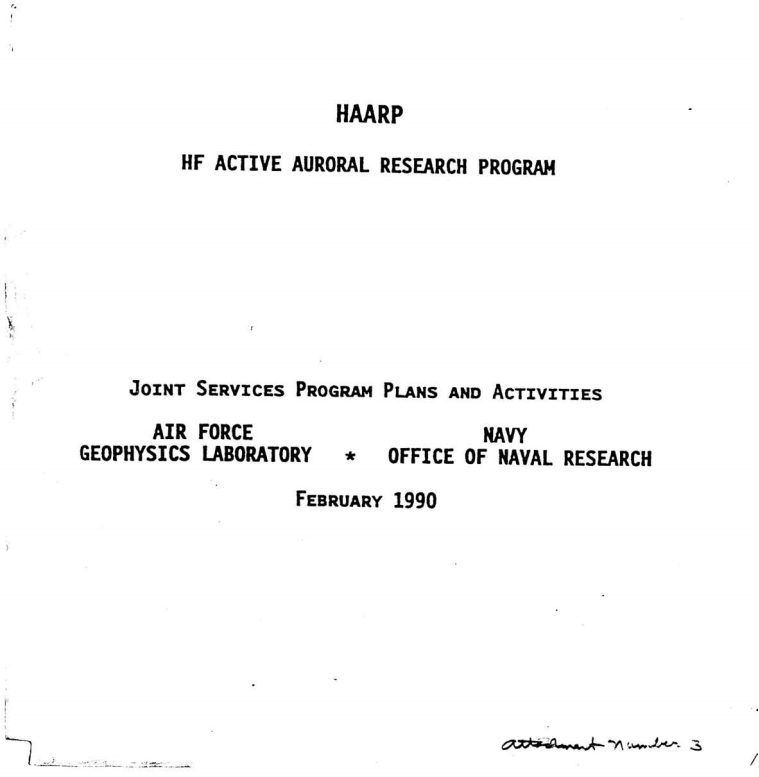 HAARP
HF ACTIVE AURORAL RESEARCH PROGRAM
JOINT SERVICES PROGRAM PLANS AND ACTIVITIES
AIR FORCE NAVY
GEOPHYSICS LABORATORY * OFFICE OF NAVAL RESEARCH
FEBRUARY 1990
Attachment Number 3